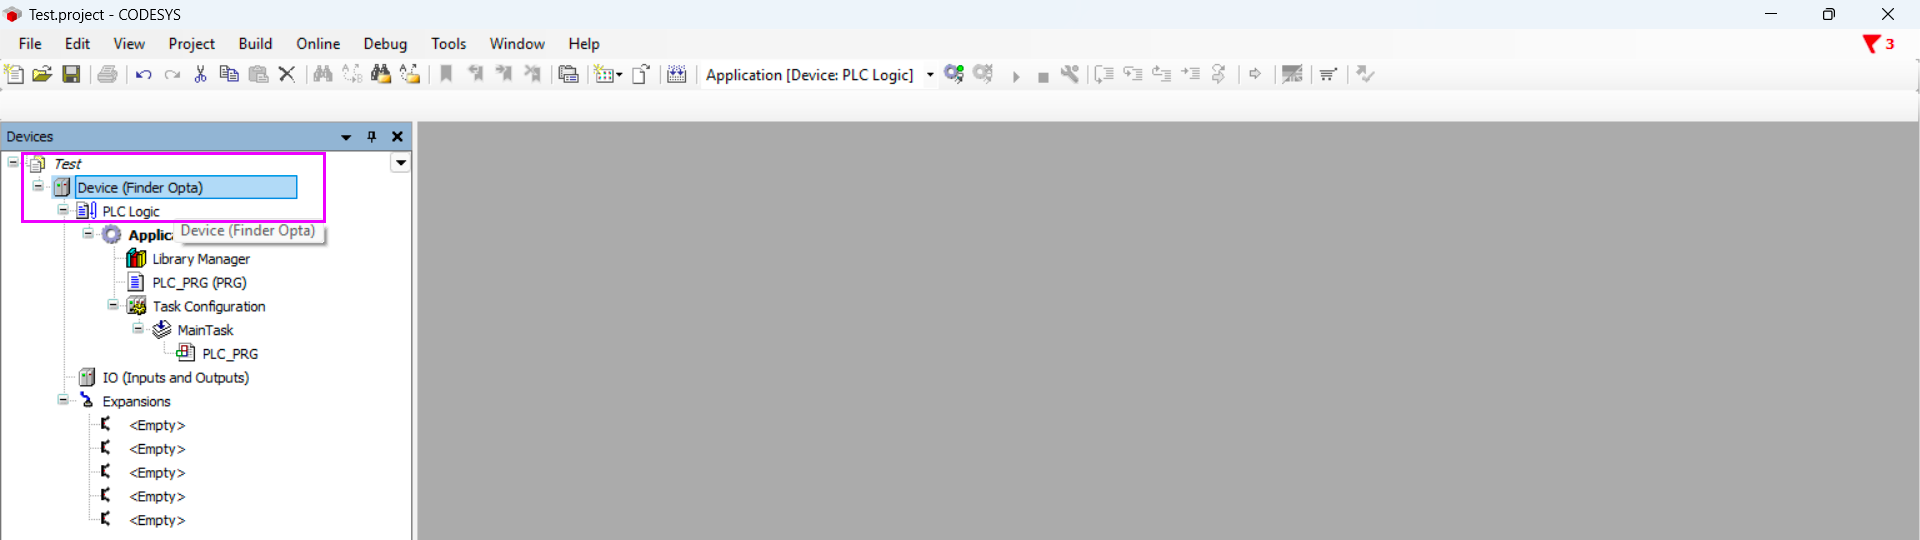 Test.project - CODESYS
File Edit View Project Build Online Debug Tools Window Help
3
Application [Device: PLC Logic]
Devices
Test
Device (Finder Opta)
PLC Logic
Applic
Device (Finder Opta)
Library Manager
PLC_PRG (PRG)
Task Configuration
MainTask
PLC_PRG
IO (Inputs and Outputs)
Expansions
<Empty>
<Empty>
<Empty>
<Empty>
<Empty>